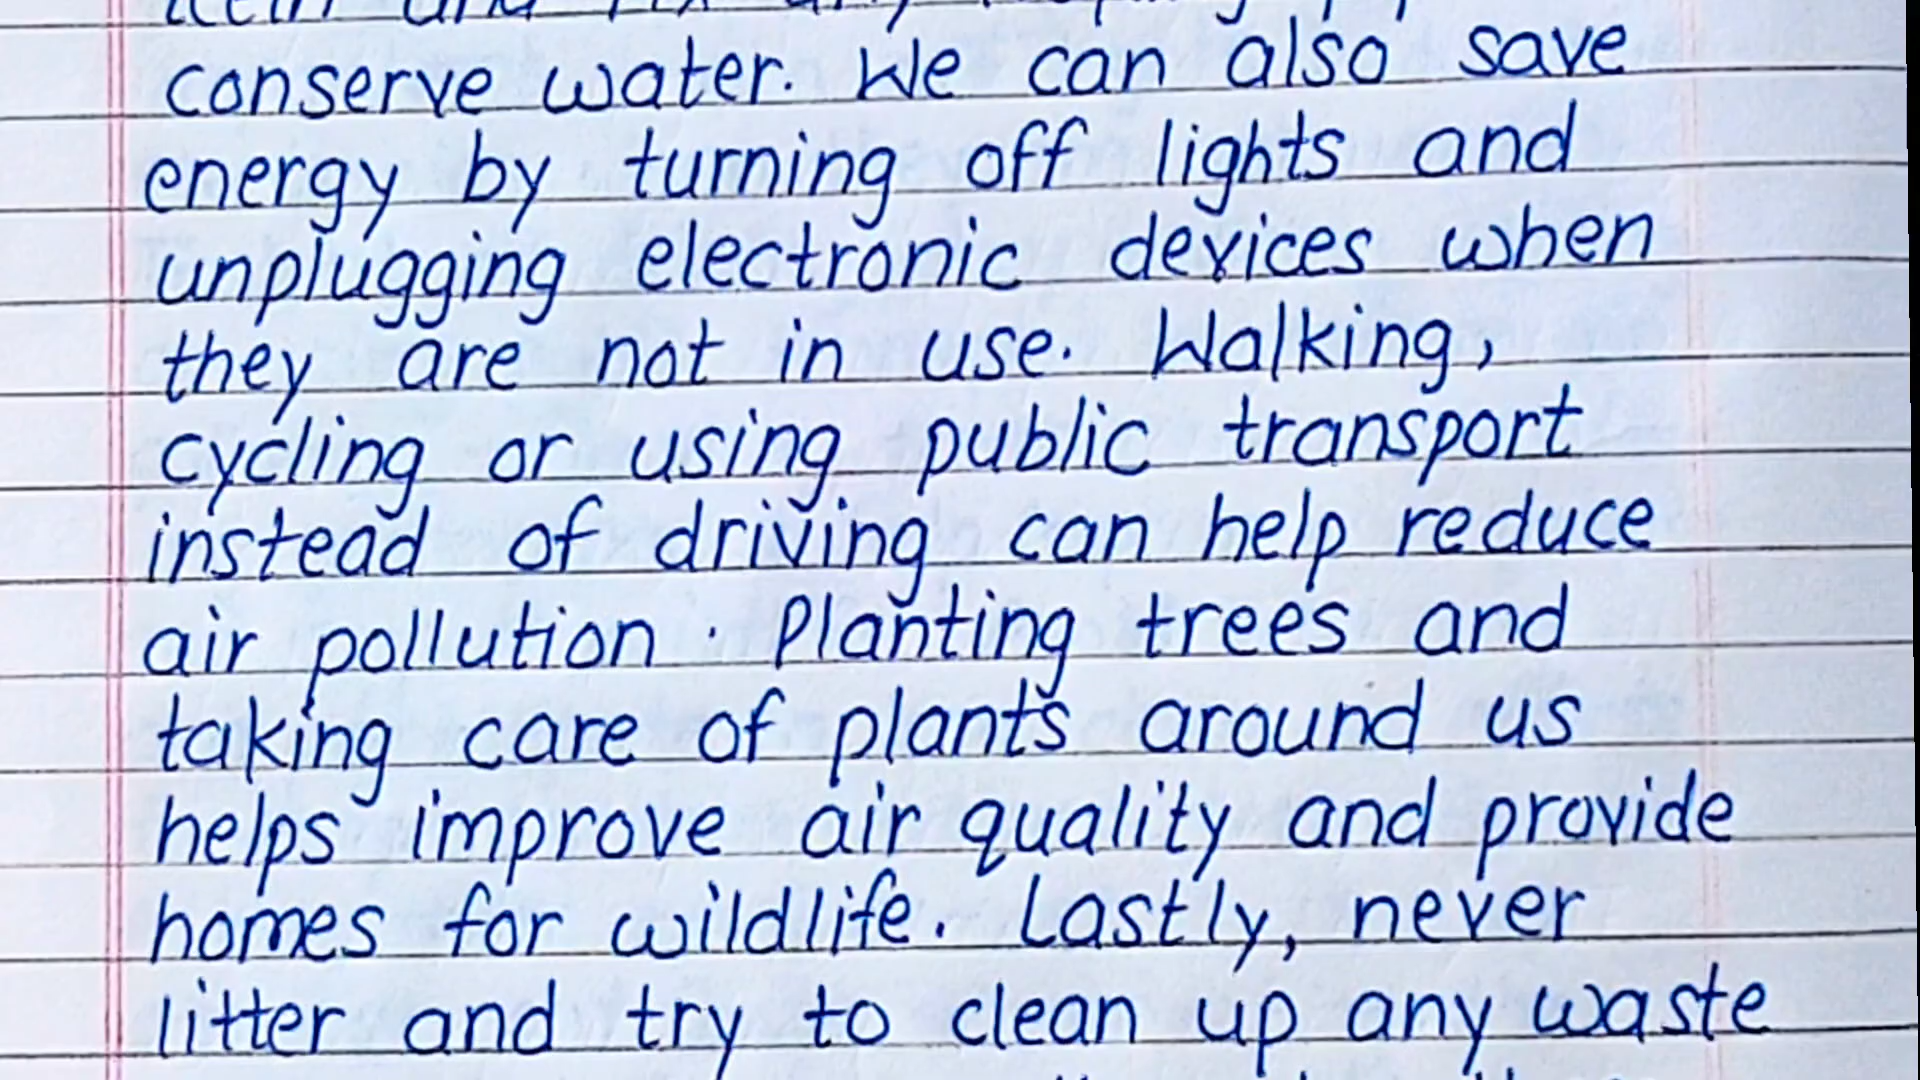 and fix any
conserve water. We can also save
energy by turning off lights and
unplugging electronic devices when
they are not in use. Walking,
cycling or using public transport
instead of driving can help reduce
air pollution. Planting trees and
taking care of plants around us
helps improve air quality and provide
homes for wildlife. Lastly, never
litter and try to clean up any waste